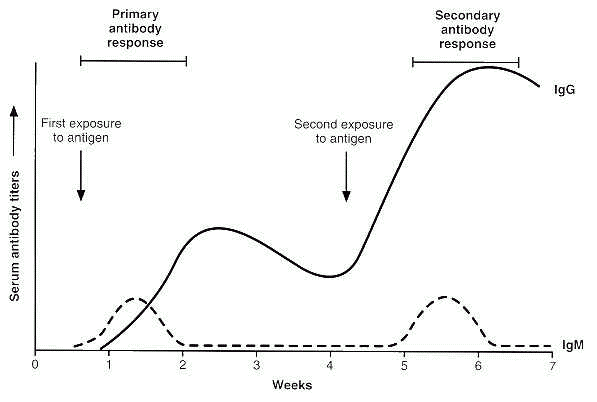 Primary
antibody
response
Secondary
antibody
response
IgG
First exposure
to antigen
Second exposure
to antigen
Serum antibody titers
IgM
0
1
2
3
4
5
6
7
Weeks